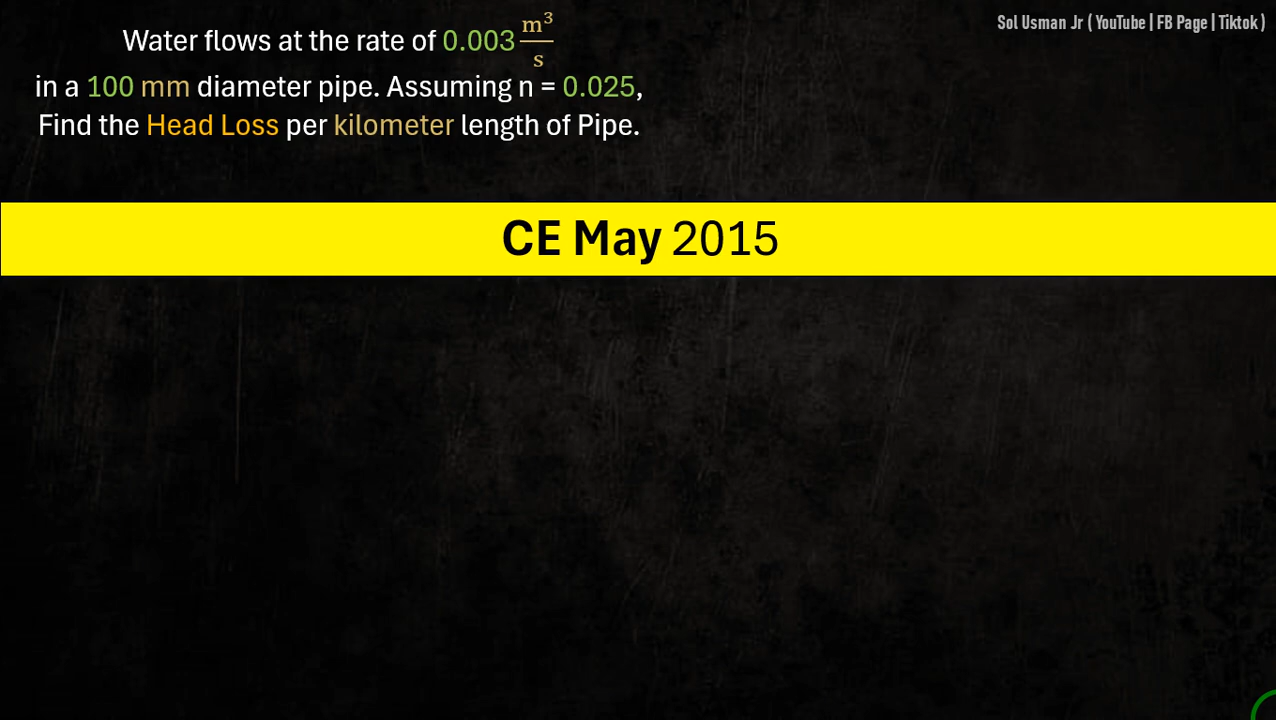 Water flows at the rate of 0.003 m³/s
in a 100 mm diameter pipe. Assuming n = 0.025,
Find the Head Loss per kilometer length of Pipe.
Sol Usman Jr ( YouTube | FB Page | Tiktok )
CE May 2015